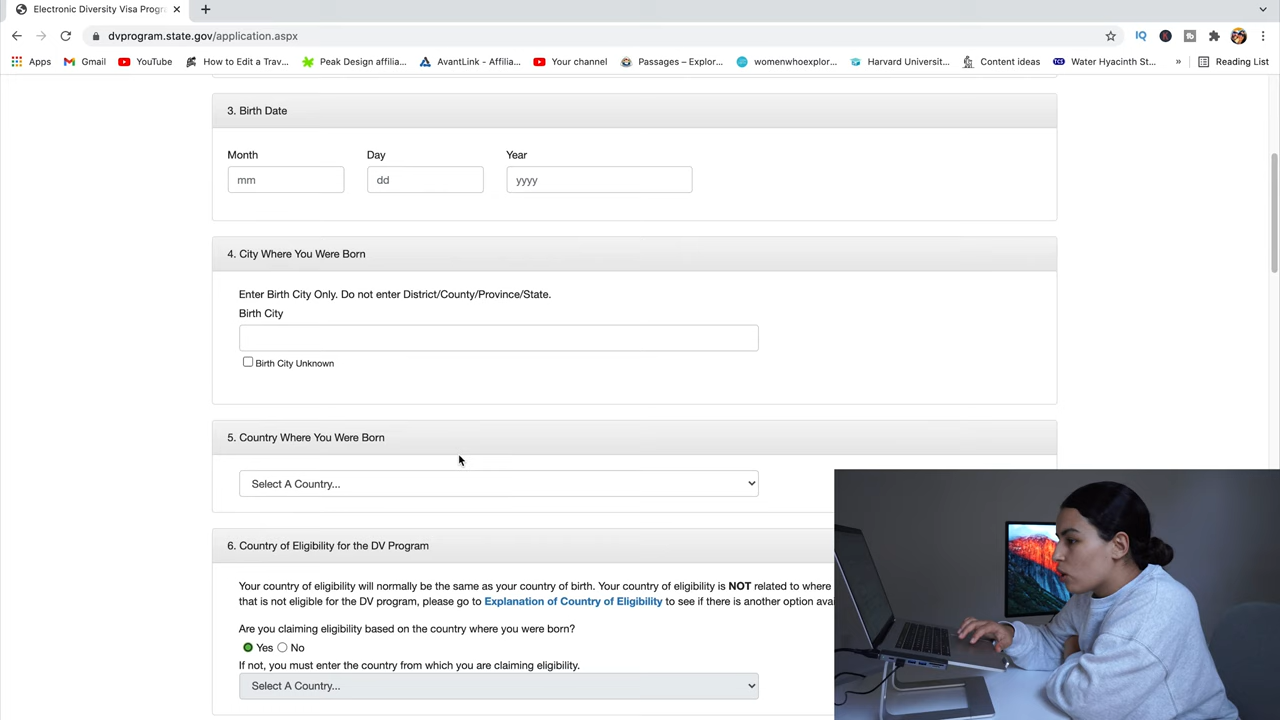 Electronic Diversity Visa Progr
dvprogram.state.gov/application.aspx
Apps
Gmail
YouTube
How to Edit a Trav...
Peak Design affilia...
AvantLink - Affilia...
Your channel
Passages – Explor...
womenwhoexplor...
Harvard Universit...
Content ideas
Water Hyacinth St...
»
Reading List
3. Birth Date
Month Day Year
mm dd yyyy
4. City Where You Were Born
Enter Birth City Only. Do not enter District/County/Province/State.
Birth City
Birth City Unknown
5. Country Where You Were Born
Select A Country...
6. Country of Eligibility for the DV Program
Your country of eligibility will normally be the same as your country of birth. Your country of eligibility is NOT related to where
that is not eligible for the DV program, please go to Explanation of Country of Eligibility to see if there is another option ava
Are you claiming eligibility based on the country where you were born?
Yes No
If not, you must enter the country from which you are claiming eligibility.
Select A Country...